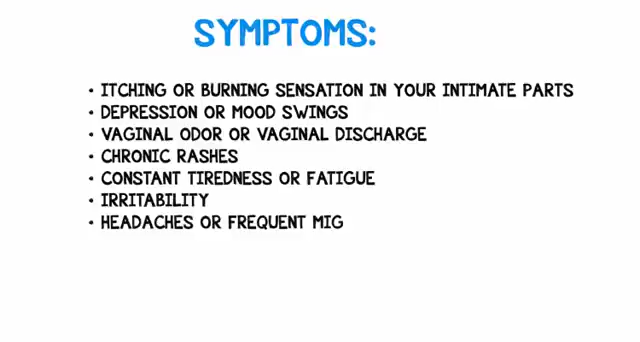 SYMPTOMS:
• ITCHING OR BURNING SENSATION IN YOUR INTIMATE PARTS
• DEPRESSION OR MOOD SWINGS
• VAGINAL ODOR OR VAGINAL DISCHARGE
• CHRONIC RASHES
• CONSTANT TIREDNESS OR FATIGUE
• IRRITABILITY
• HEADACHES OR FREQUENT MIG